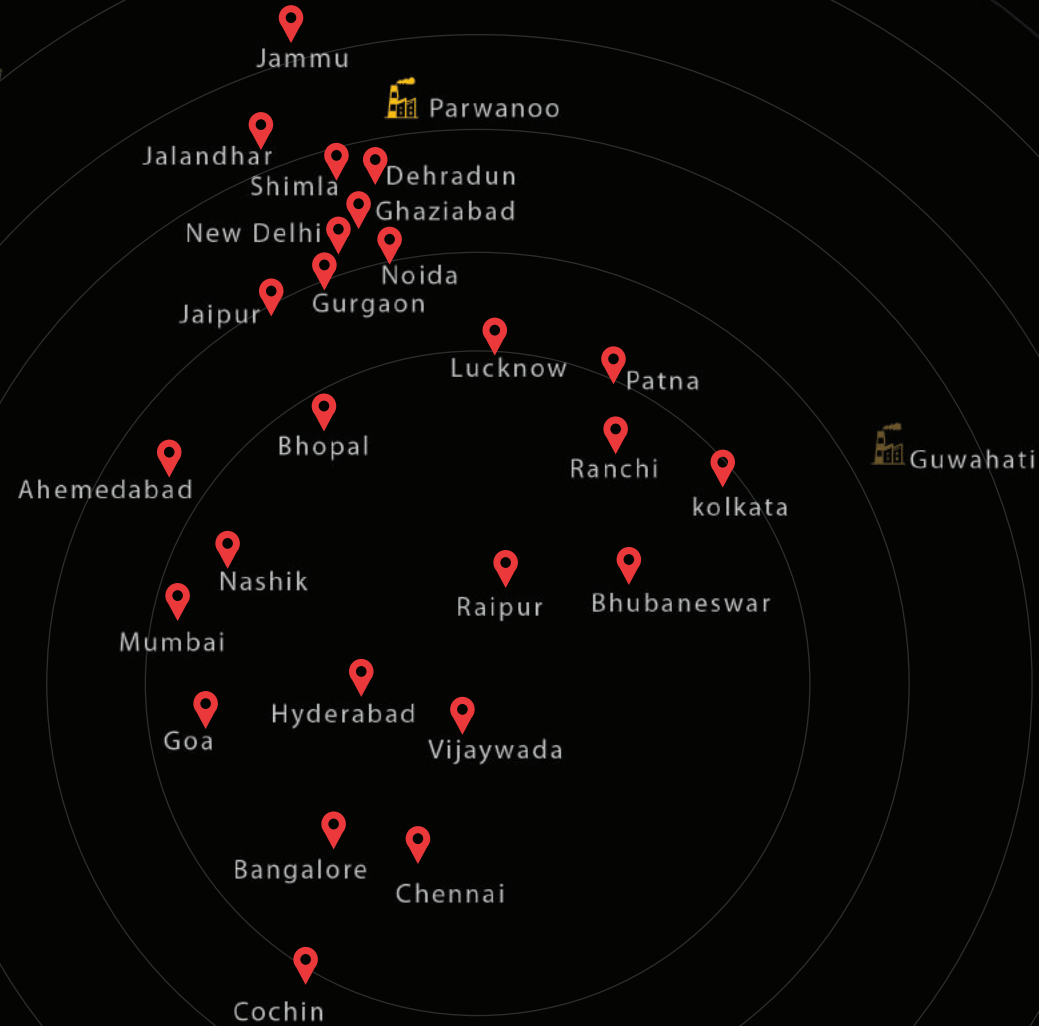 Jammu
Parwanoo
Jalandhar
Dehradun
Shimla
Ghaziabad
New Delhi
Noida
Gurgaon
Jaipur
Lucknow
Patna
Bhopal
Guwahati
Ranchi
Ahemedabad
kolkata
Nashik
Bhubaneswar
Raipur
Mumbai
Hyderabad
Goa
Vijaywada
Bangalore
Chennai
Cochin